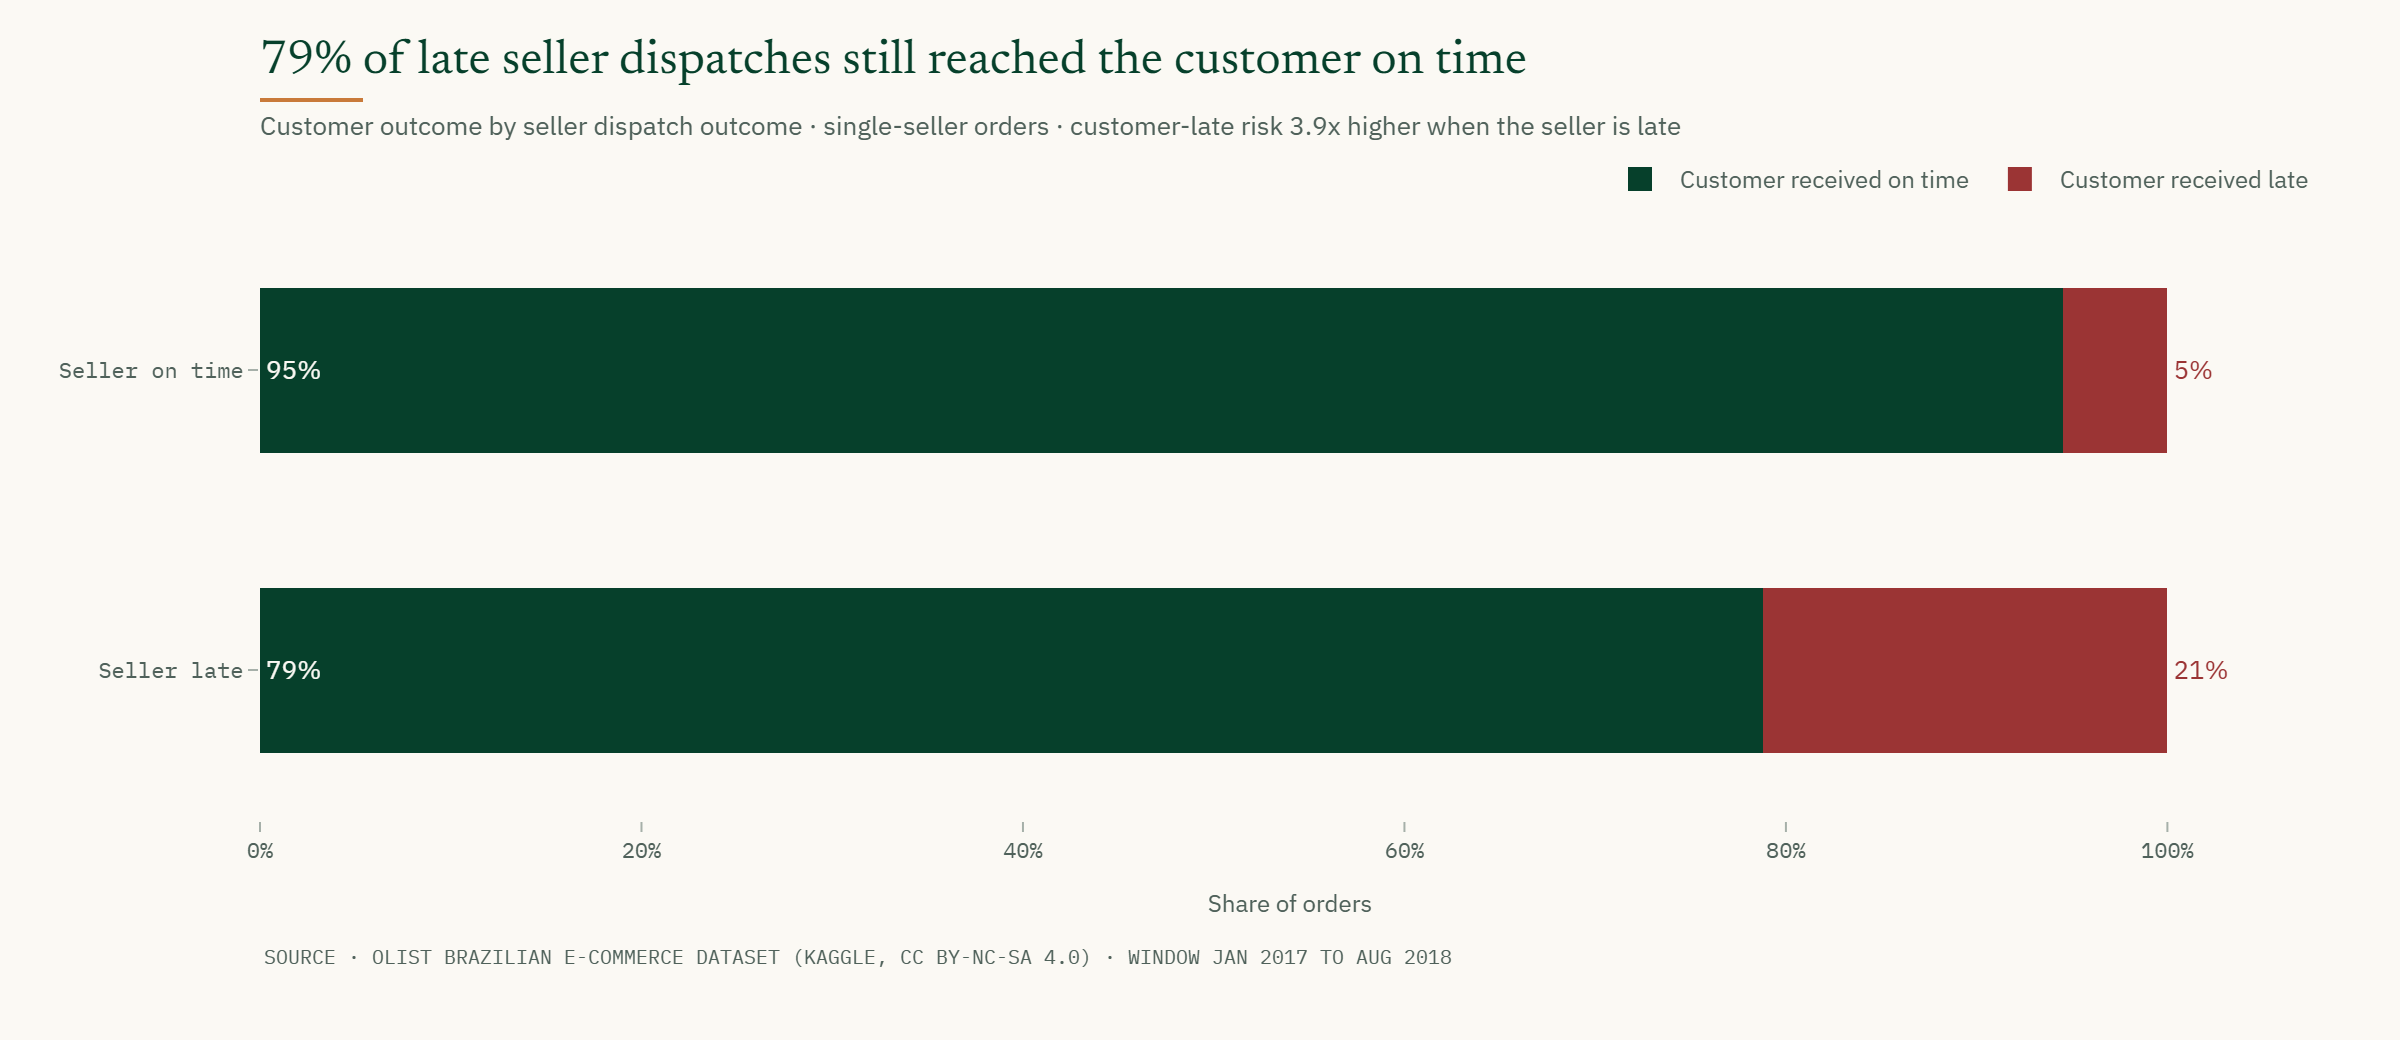 79% of late seller dispatches still reached the customer on time
Customer outcome by seller dispatch outcome · single-seller orders · customer-late risk 3.9x higher when the seller is late
Customer received on time
Customer received late
Seller on time
95%
5%
Seller late
79%
21%
0%
20%
40%
60%
80%
100%
Share of orders
SOURCE · OLIST BRAZILIAN E-COMMERCE DATASET (KAGGLE, CC BY-NC-SA 4.0) · WINDOW JAN 2017 TO AUG 2018